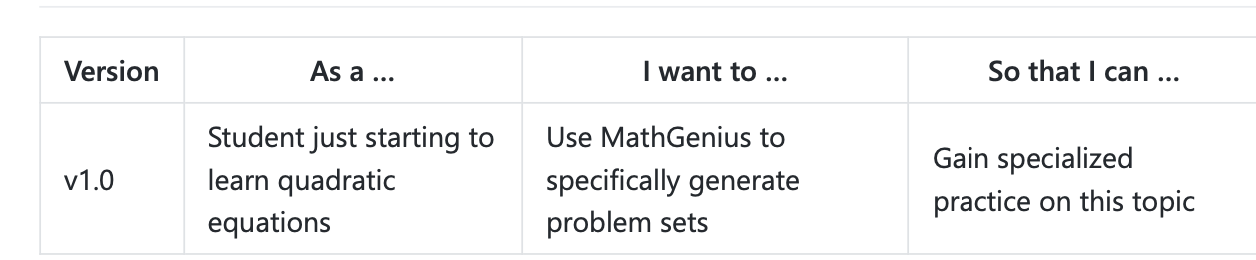 Version As a ... I want to ... So that I can ...
v1.0
Student just starting to
learn quadratic
equations
Use MathGenius to
specifically generate
problem sets
Gain specialized
practice on this topic